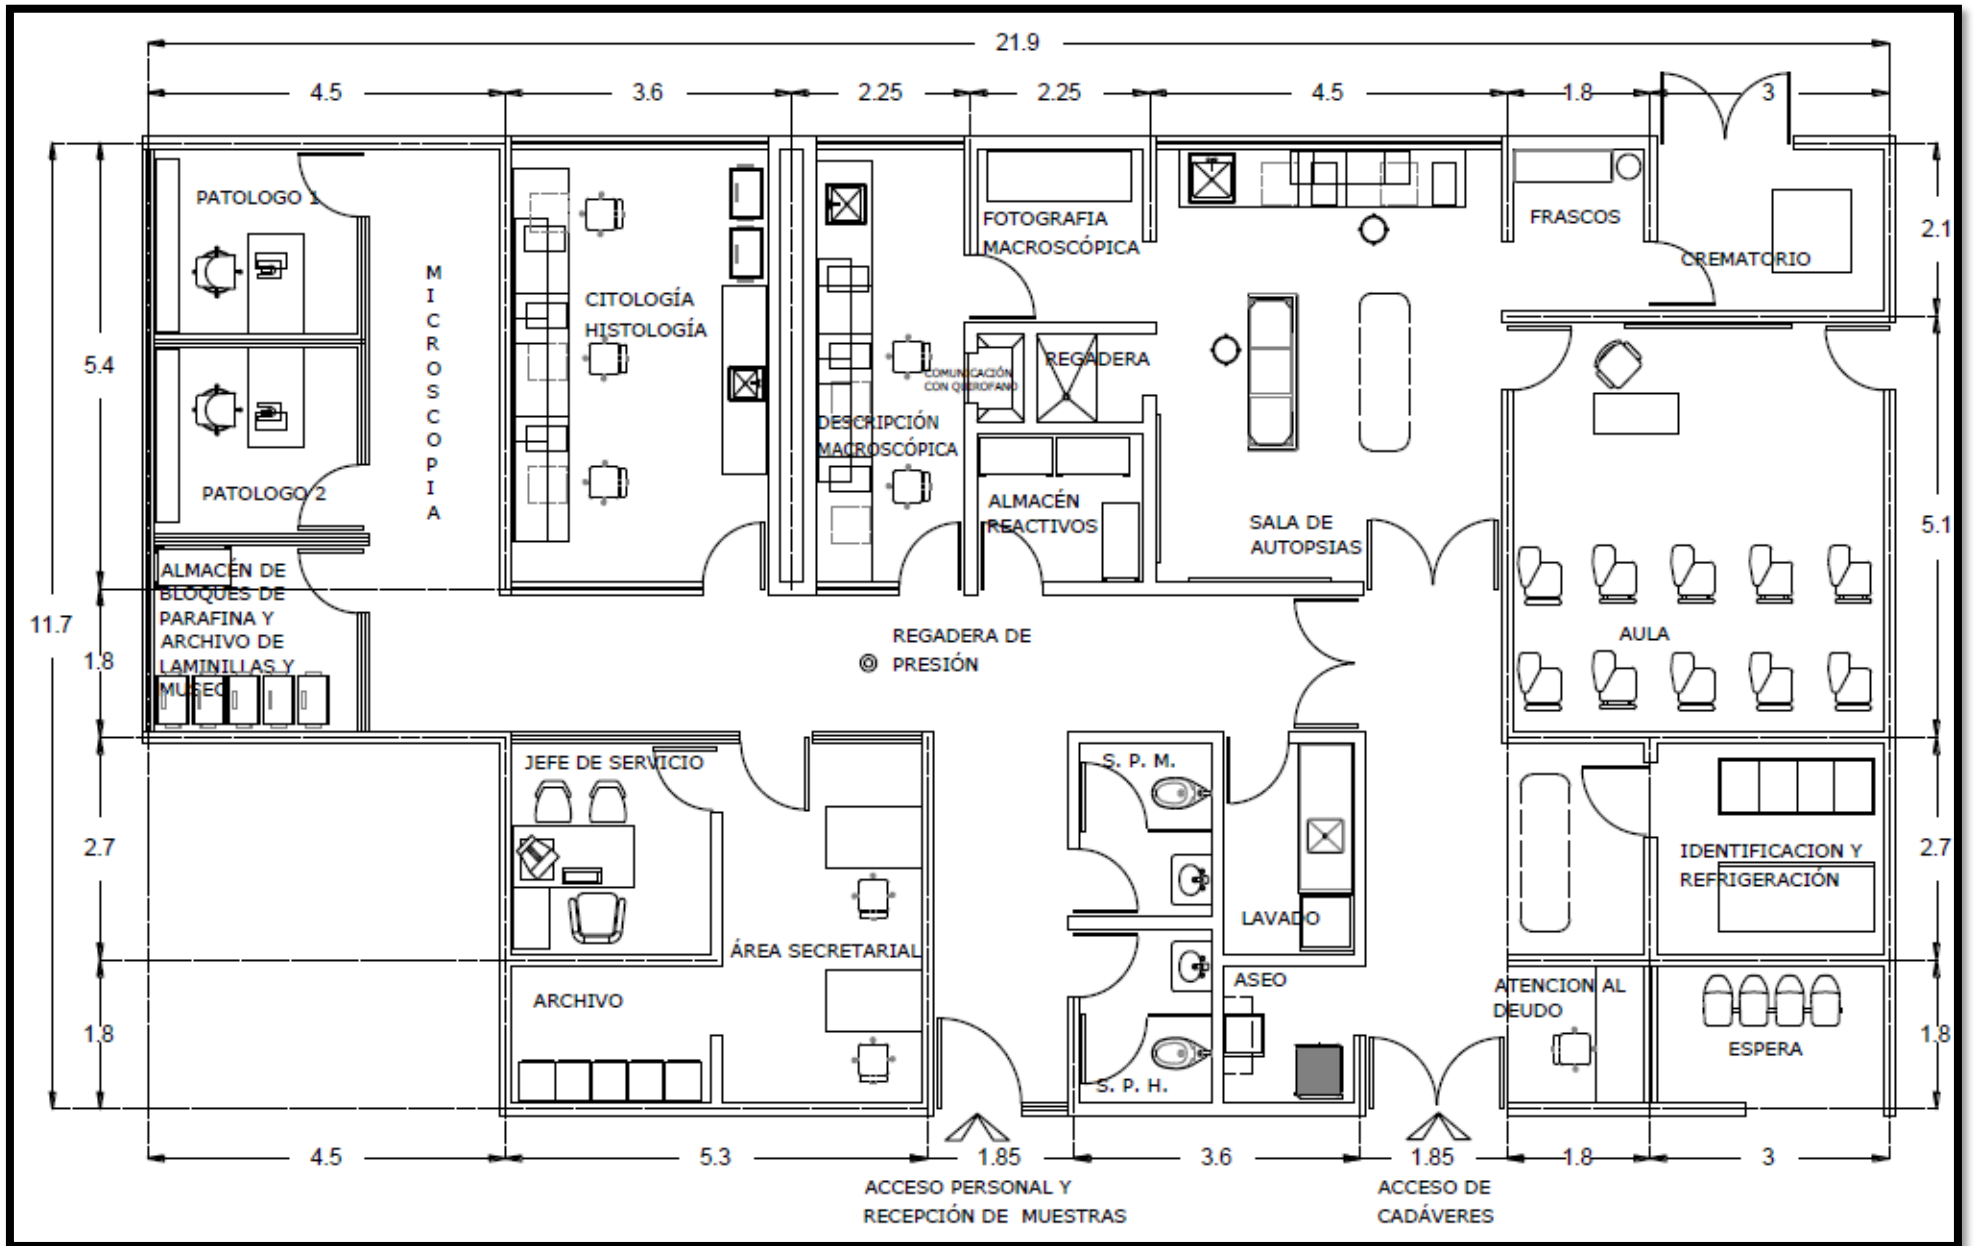 21.9
4.5
3.6
2.25
2.25
4.5
1.8
3
PATOLOGO 1
MICROSCOPIA
CITOLOGÍA
HISTOLOGÍA
FOTOGRAFIA
MACROSCÓPICA
FRASCOS
CREMATORIO
2.1
5.4
PATOLOGO 2
COMUNICACIÓN
CON QUIROFANO
REGADERA
DESCRIPCIÓN
MACROSCÓPICA
ALMACÉN
REACTIVOS
SALA DE
AUTOPSIAS
5.1
ALMACÉN DE
BLOQUES DE
PARAFINA Y
ARCHIVO DE
LAMINILLAS Y
MUSEO
11.7
1.8
REGADERA DE
PRESIÓN
AULA
JEFE DE SERVICIO
S. P. M.
2.7
IDENTIFICACION Y
REFRIGERACIÓN
2.7
LAVADO
ÁREA SECRETARIAL
ARCHIVO
ASEO
ATENCION AL
DEUDO
ESPERA
1.8
1.8
S. P. H.
4.5
5.3
1.85
3.6
1.85
1.8
3
ACCESO PERSONAL Y
RECEPCIÓN DE MUESTRAS
ACCESO DE
CADÁVERES